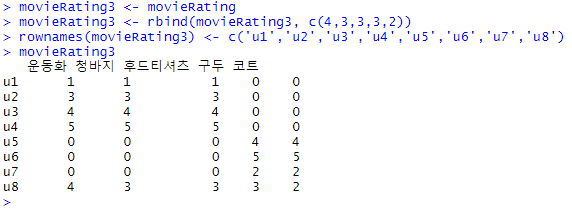 > movieRating3 <- movieRating
> movieRating3 <- rbind(movieRating3, c(4,3,3,3,2))
> rownames(movieRating3) <- c('u1','u2','u3','u4','u5','u6','u7','u8')
> movieRating3
운동화 청바지 후드티셔츠 구두 코트
u1 1 1 1 0 0
u2 3 3 3 0 0
u3 4 4 4 0 0
u4 5 5 5 0 0
u5 0 0 0 4 4
u6 0 0 0 5 5
u7 0 0 0 2 2
u8 4 3 3 3 2
>